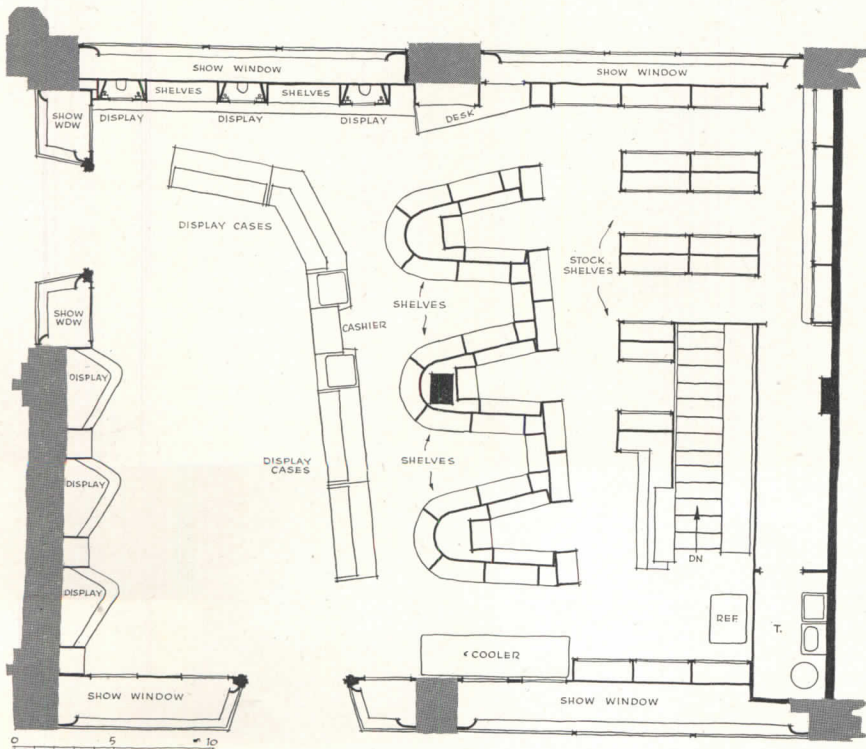 SHOW WINDOW
SHOW WINDOW
SHELVES
SHELVES
SHOW
WDW
DISPLAY
DISPLAY
DISPLAY
DESK
DISPLAY CASES
STOCK
SHELVES
SHELVES
CASHIER
SHOW
WDW
DISPLAY
DISPLAY
CASES
SHELVES
DISPLAY
DN
DISPLAY
REF.
T.
COOLER
SHOW WINDOW
SHOW WINDOW
0 5 10